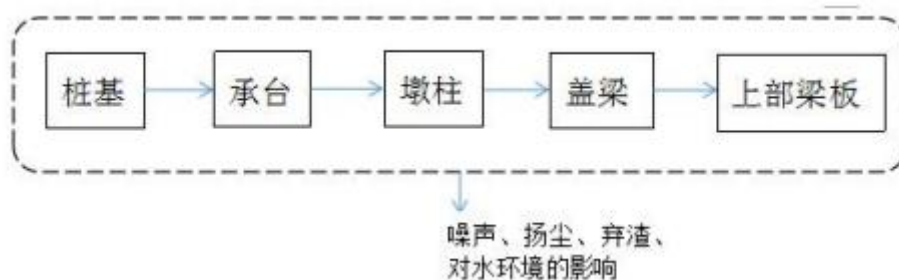 桩基
承台
墩柱
盖梁
上部梁板
噪声、扬尘、弃渣、
对水环境的影响